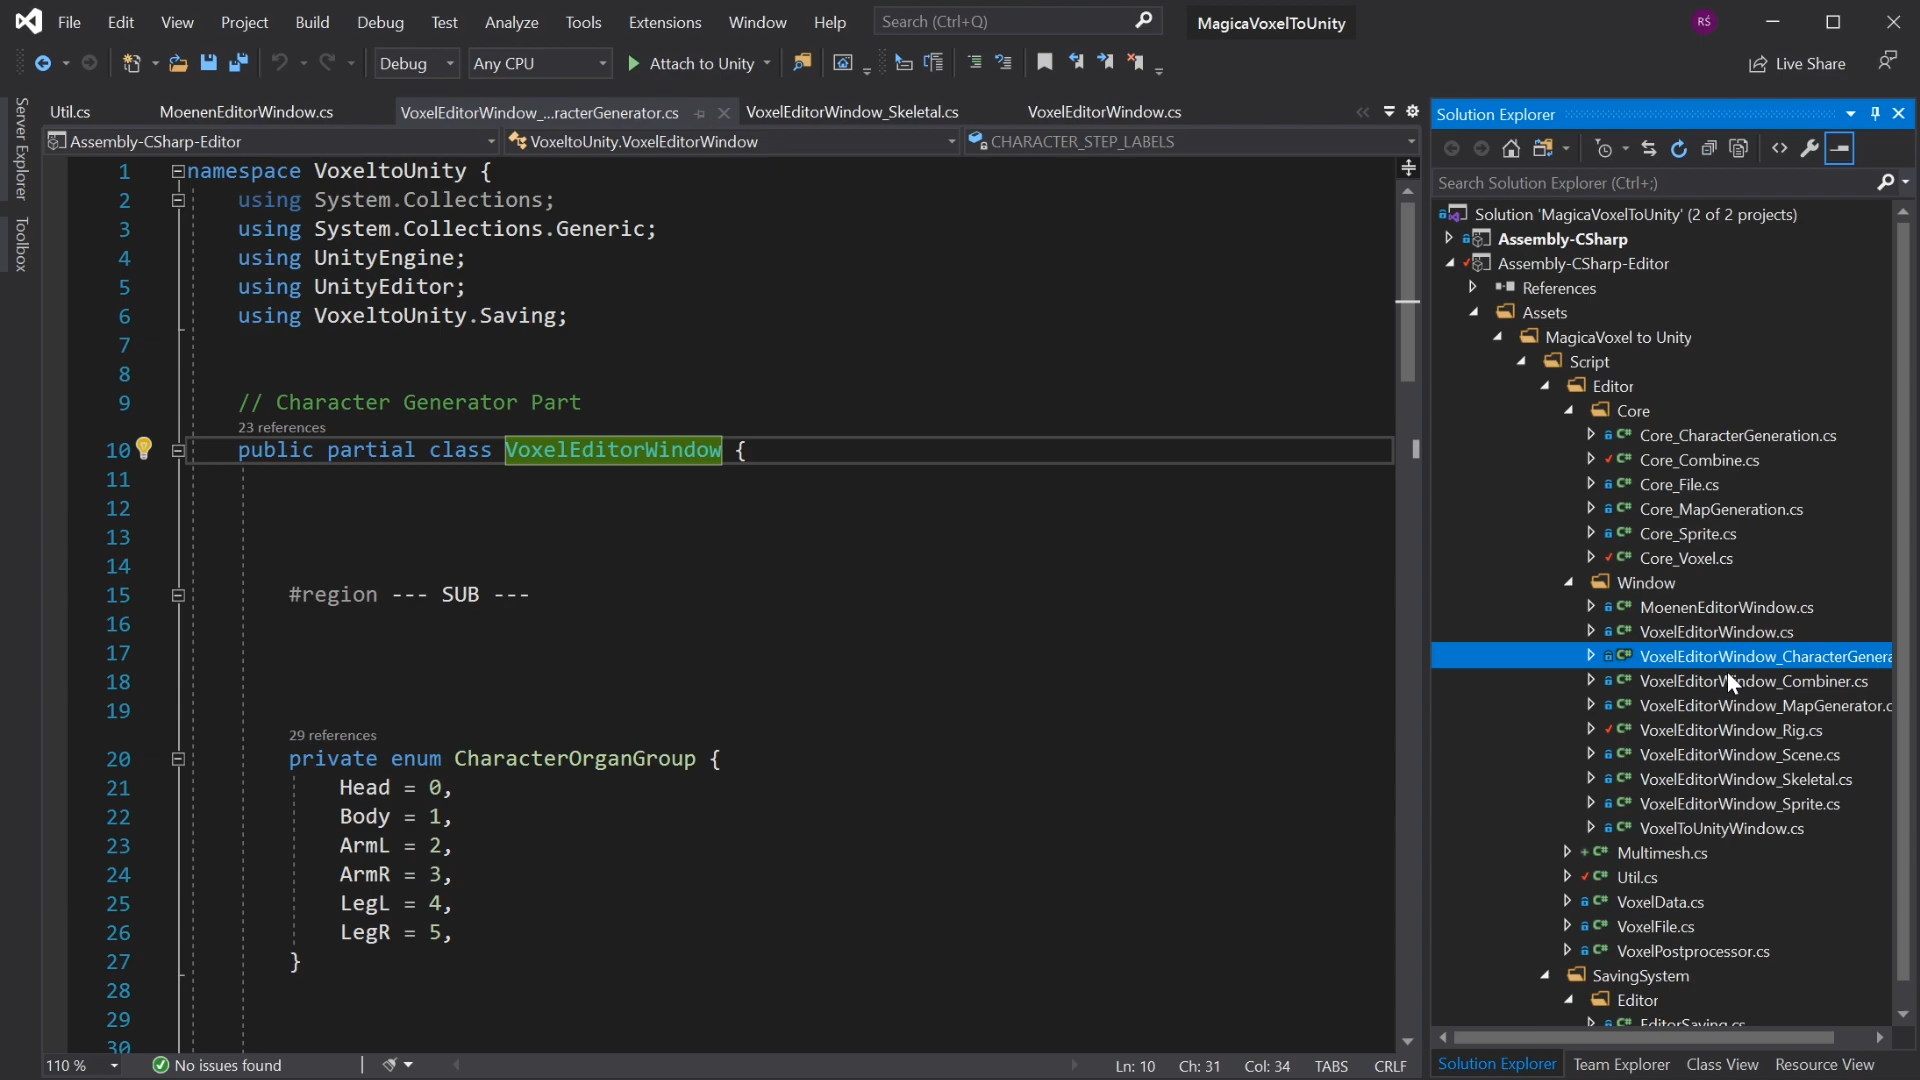 File Edit View Project Build Debug Test Analyze Tools Extensions Window Help Search (Ctrl+Q) MagicaVoxelToUnity RŚ
Debug Any CPU Attach to Unity Live Share
Server Explorer
Toolbox
Util.cs MoenenEditorWindow.cs VoxelEditorWindow_...racterGenerator.cs VoxelEditorWindow_Skeletal.cs VoxelEditorWindow.cs
Assembly-CSharp-Editor VoxeltoUnity.VoxelEditorWindow CHARACTER_STEP_LABELS
1 namespace VoxeltoUnity {
2 using System.Collections;
3 using System.Collections.Generic;
4 using UnityEngine;
5 using UnityEditor;
6 using VoxeltoUnity.Saving;
7
8
9 // Character Generator Part
23 references
10 public partial class VoxelEditorWindow {
11
12
13
14
15 #region --- SUB ---
16
17
18
19
29 references
20 private enum CharacterOrganGroup {
21 Head = 0,
22 Body = 1,
23 ArmL = 2,
24 ArmR = 3,
25 LegL = 4,
26 LegR = 5,
27 }
28
29
30
110 % No issues found Ln: 10 Ch: 31 Col: 34 TABS CRLF
Solution Explorer
Search Solution Explorer (Ctrl+;)
Solution 'MagicaVoxelToUnity' (2 of 2 projects)
Assembly-CSharp
Assembly-CSharp-Editor
References
Assets
MagicaVoxel to Unity
Script
Editor
Core
C# Core_CharacterGeneration.cs
C# Core_Combine.cs
C# Core_File.cs
C# Core_MapGeneration.cs
C# Core_Sprite.cs
C# Core_Voxel.cs
Window
C# MoenenEditorWindow.cs
C# VoxelEditorWindow.cs
C# VoxelEditorWindow_CharacterGenera
C# VoxelEditorWindow_Combiner.cs
C# VoxelEditorWindow_MapGenerator.c
C# VoxelEditorWindow_Rig.cs
C# VoxelEditorWindow_Scene.cs
C# VoxelEditorWindow_Skeletal.cs
C# VoxelEditorWindow_Sprite.cs
C# VoxelToUnityWindow.cs
C# Multimesh.cs
C# Util.cs
C# VoxelData.cs
C# VoxelFile.cs
C# VoxelPostprocessor.cs
SavingSystem
Editor
C# EditorSaving.cs
Solution Explorer Team Explorer Class View Resource View